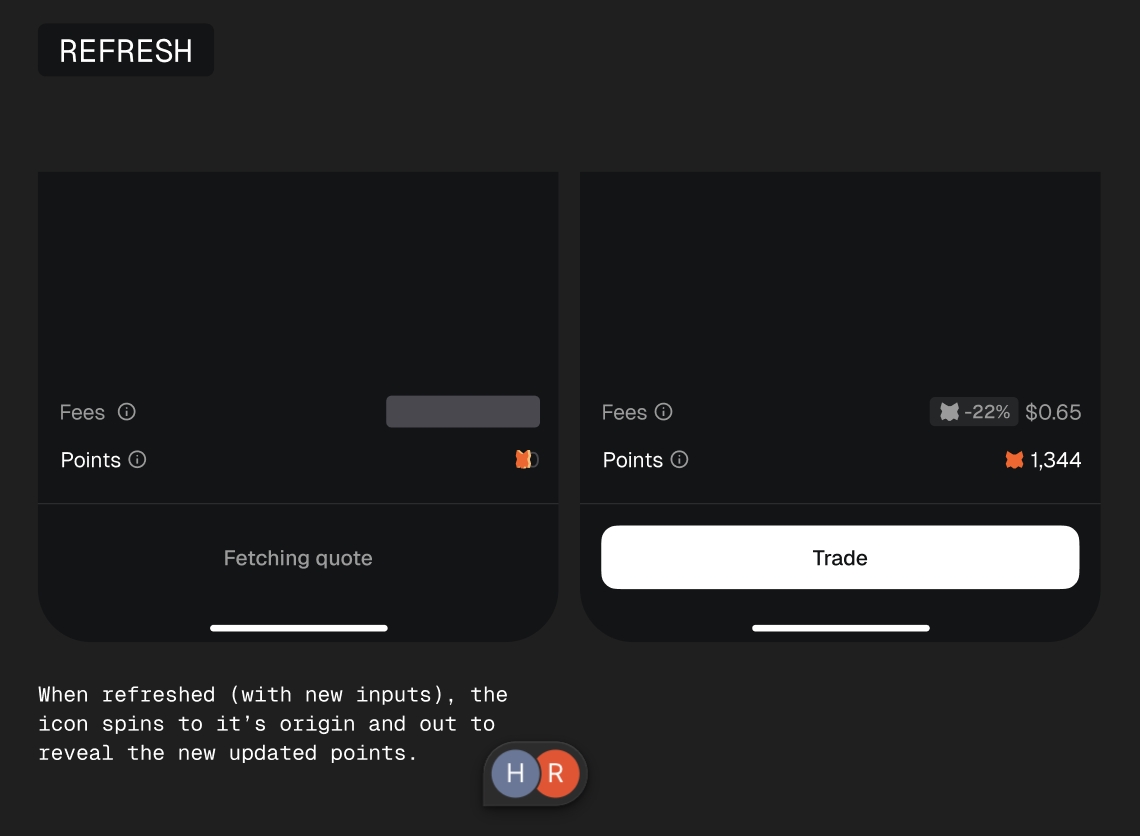 REFRESH
Fees
Points
Fetching quote
Fees -22% $0.65
Points 1,344
Trade
When refreshed (with new inputs), the
icon spins to it’s origin and out to
reveal the new updated points.
H R